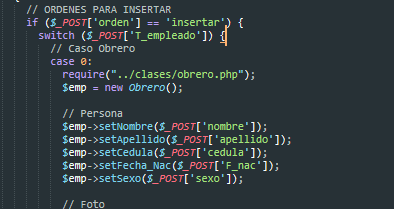 // ORDENES PARA INSERTAR
if ($_POST['orden'] == 'insertar') {
switch ($_POST['T_empleado']) {
// Caso Obrero
case 0:
require("../clases/obrero.php");
$emp = new Obrero();
// Persona
$emp->setNombre($_POST['nombre']);
$emp->setApellido($_POST['apellido']);
$emp->setCedula($_POST['cedula']);
$emp->setFecha_Nac($_POST['F_nac']);
$emp->setSexo($_POST['sexo']);
// Foto